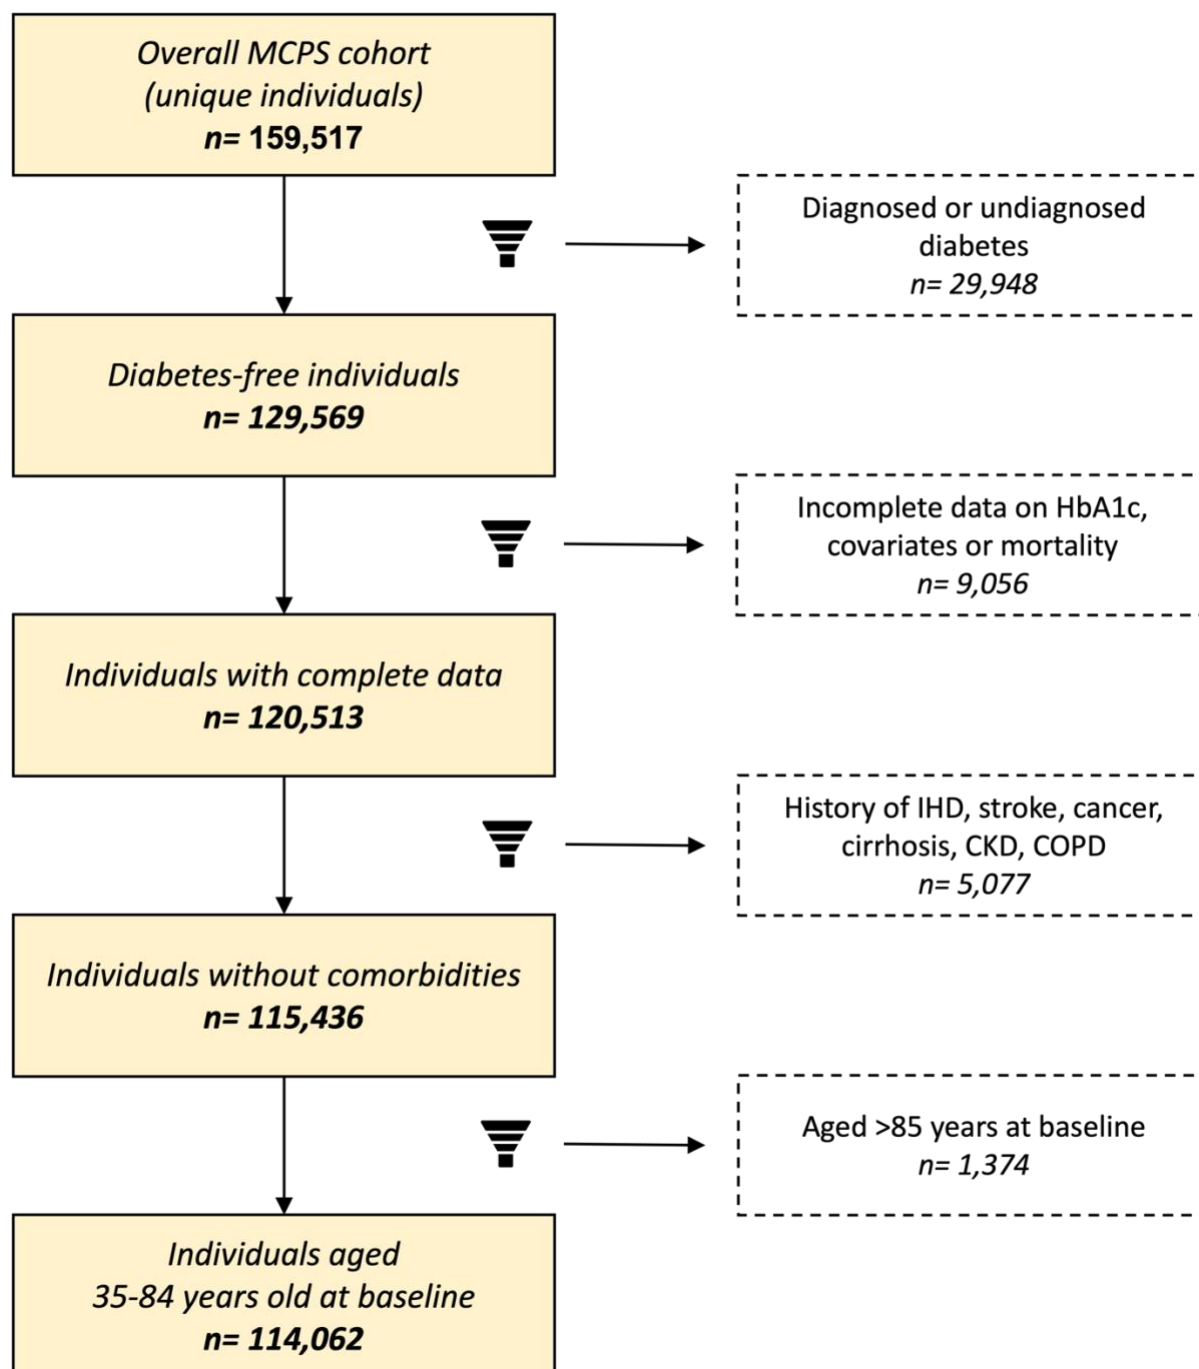 Overall MCPS cohort
(unique individuals)
n= 159,517
Diagnosed or undiagnosed
diabetes
n= 29,948
Diabetes-free individuals
n= 129,569
Incomplete data on HbA1c,
covariates or mortality
n= 9,056
Individuals with complete data
n= 120,513
History of IHD, stroke, cancer,
cirrhosis, CKD, COPD
n= 5,077
Individuals without comorbidities
n= 115,436
Aged >85 years at baseline
n= 1,374
Individuals aged
35-84 years old at baseline
n= 114,062